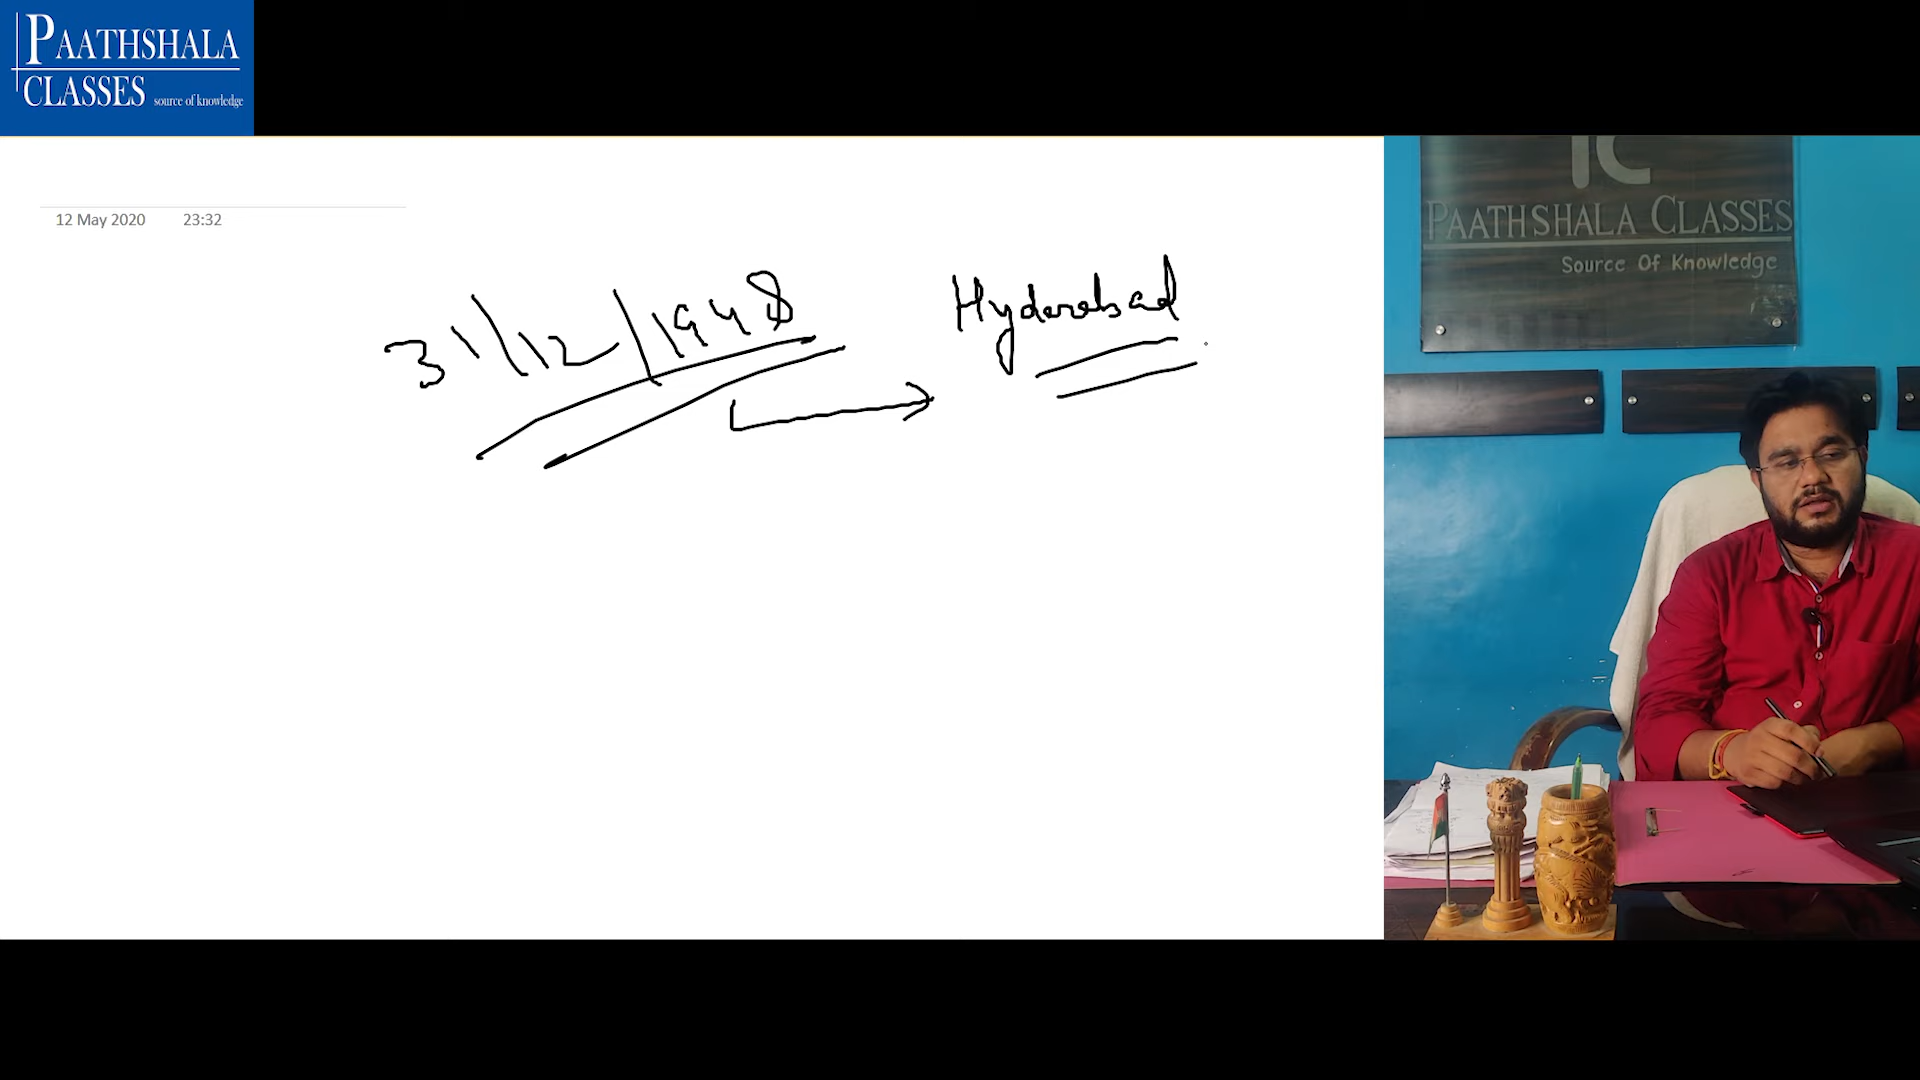 PAATHSHALA
CLASSES source of knowledge
12 May 2020 23:32
31/12/1948 Hyderabad
PAATHSHALA CLASSES
Source Of Knowledge